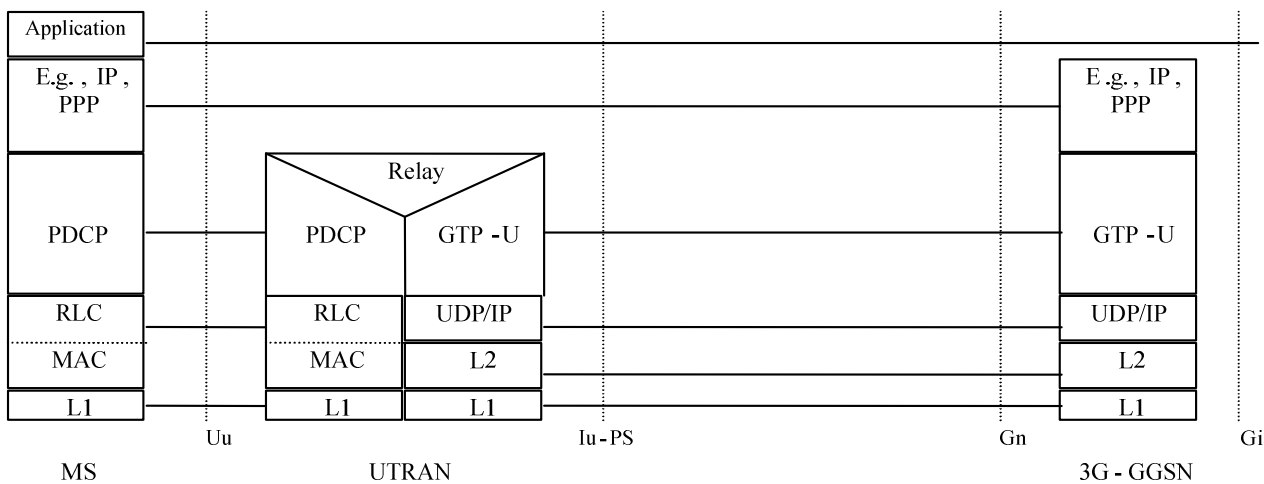 Application
E.g. , IP ,
PPP
E.g. , IP ,
PPP
Relay
PDCP
PDCP
GTP - U
GTP - U
RLC
RLC
UDP/IP
UDP/IP
MAC
MAC
L2
L2
L1
L1
L1
L1
Uu
Iu-PS
Gn
Gi
MS
UTRAN
3G - GGSN